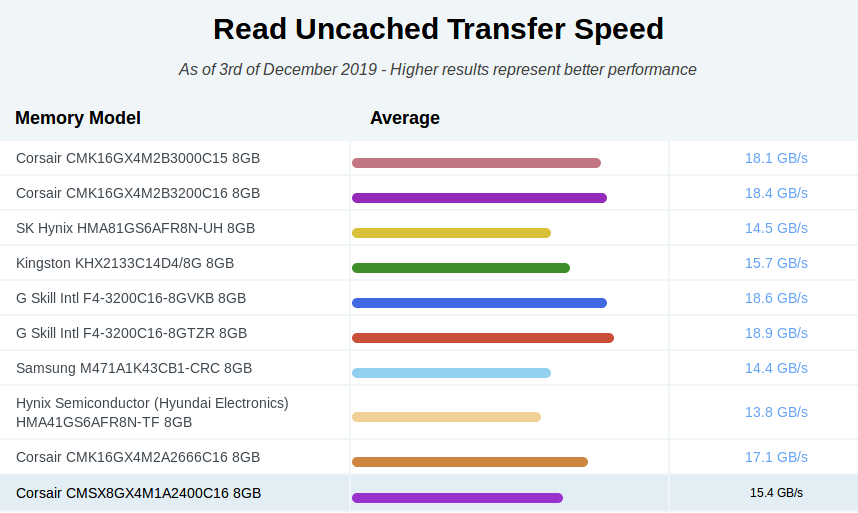 Read Uncached Transfer Speed
As of 3rd of December 2019 - Higher results represent better performance
Memory Model Average
Corsair CMK16GX4M2B3000C15 8GB 18.1 GB/s
Corsair CMK16GX4M2B3200C16 8GB 18.4 GB/s
SK Hynix HMA81GS6AFR8N-UH 8GB 14.5 GB/s
Kingston KHX2133C14D4/8G 8GB 15.7 GB/s
G Skill Intl F4-3200C16-8GVKB 8GB 18.6 GB/s
G Skill Intl F4-3200C16-8GTZR 8GB 18.9 GB/s
Samsung M471A1K43CB1-CRC 8GB 14.4 GB/s
Hynix Semiconductor (Hyundai Electronics)
HMA41GS6AFR8N-TF 8GB 13.8 GB/s
Corsair CMK16GX4M2A2666C16 8GB 17.1 GB/s
Corsair CMSX8GX4M1A2400C16 8GB 15.4 GB/s